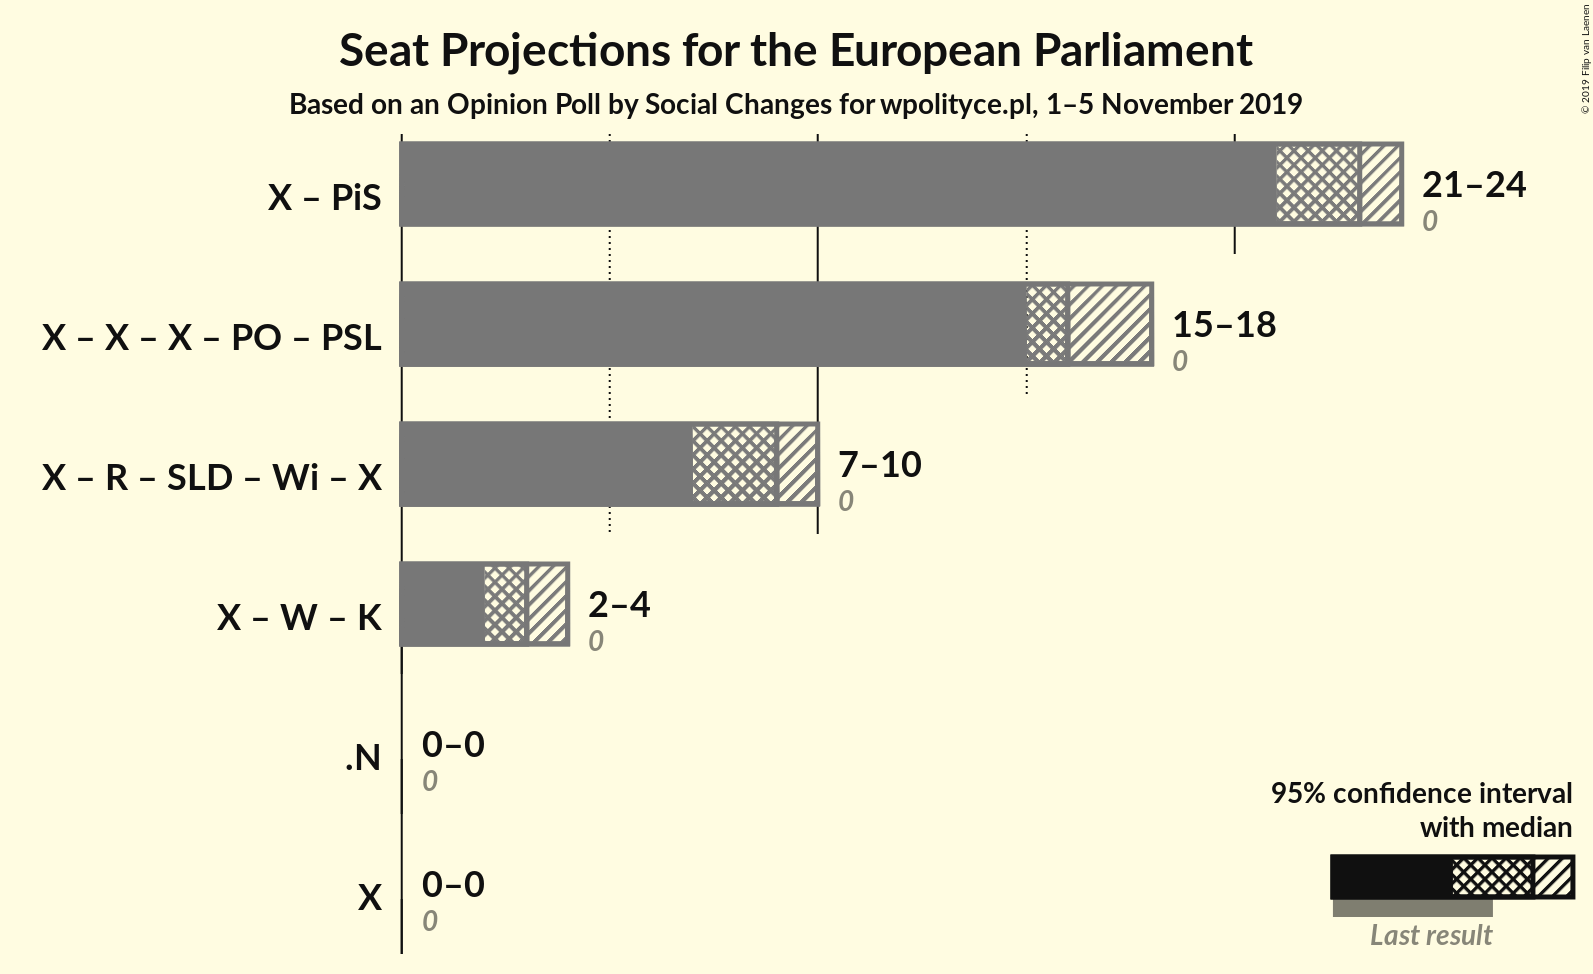 Seat Projections for the European Parliament
Based on an Opinion Poll by Social Changes for wpolityce.pl, 1–5 November 2019
© 2019 Filip van Laenen
X – PiS
21–24
0
X – X – X – PO – PSL
15–18
0
X – R – SLD – Wi – X
7–10
0
X – W – K
2–4
0
.N
0–0
0
X
0–0
0
95% confidence interval
with median
Last result